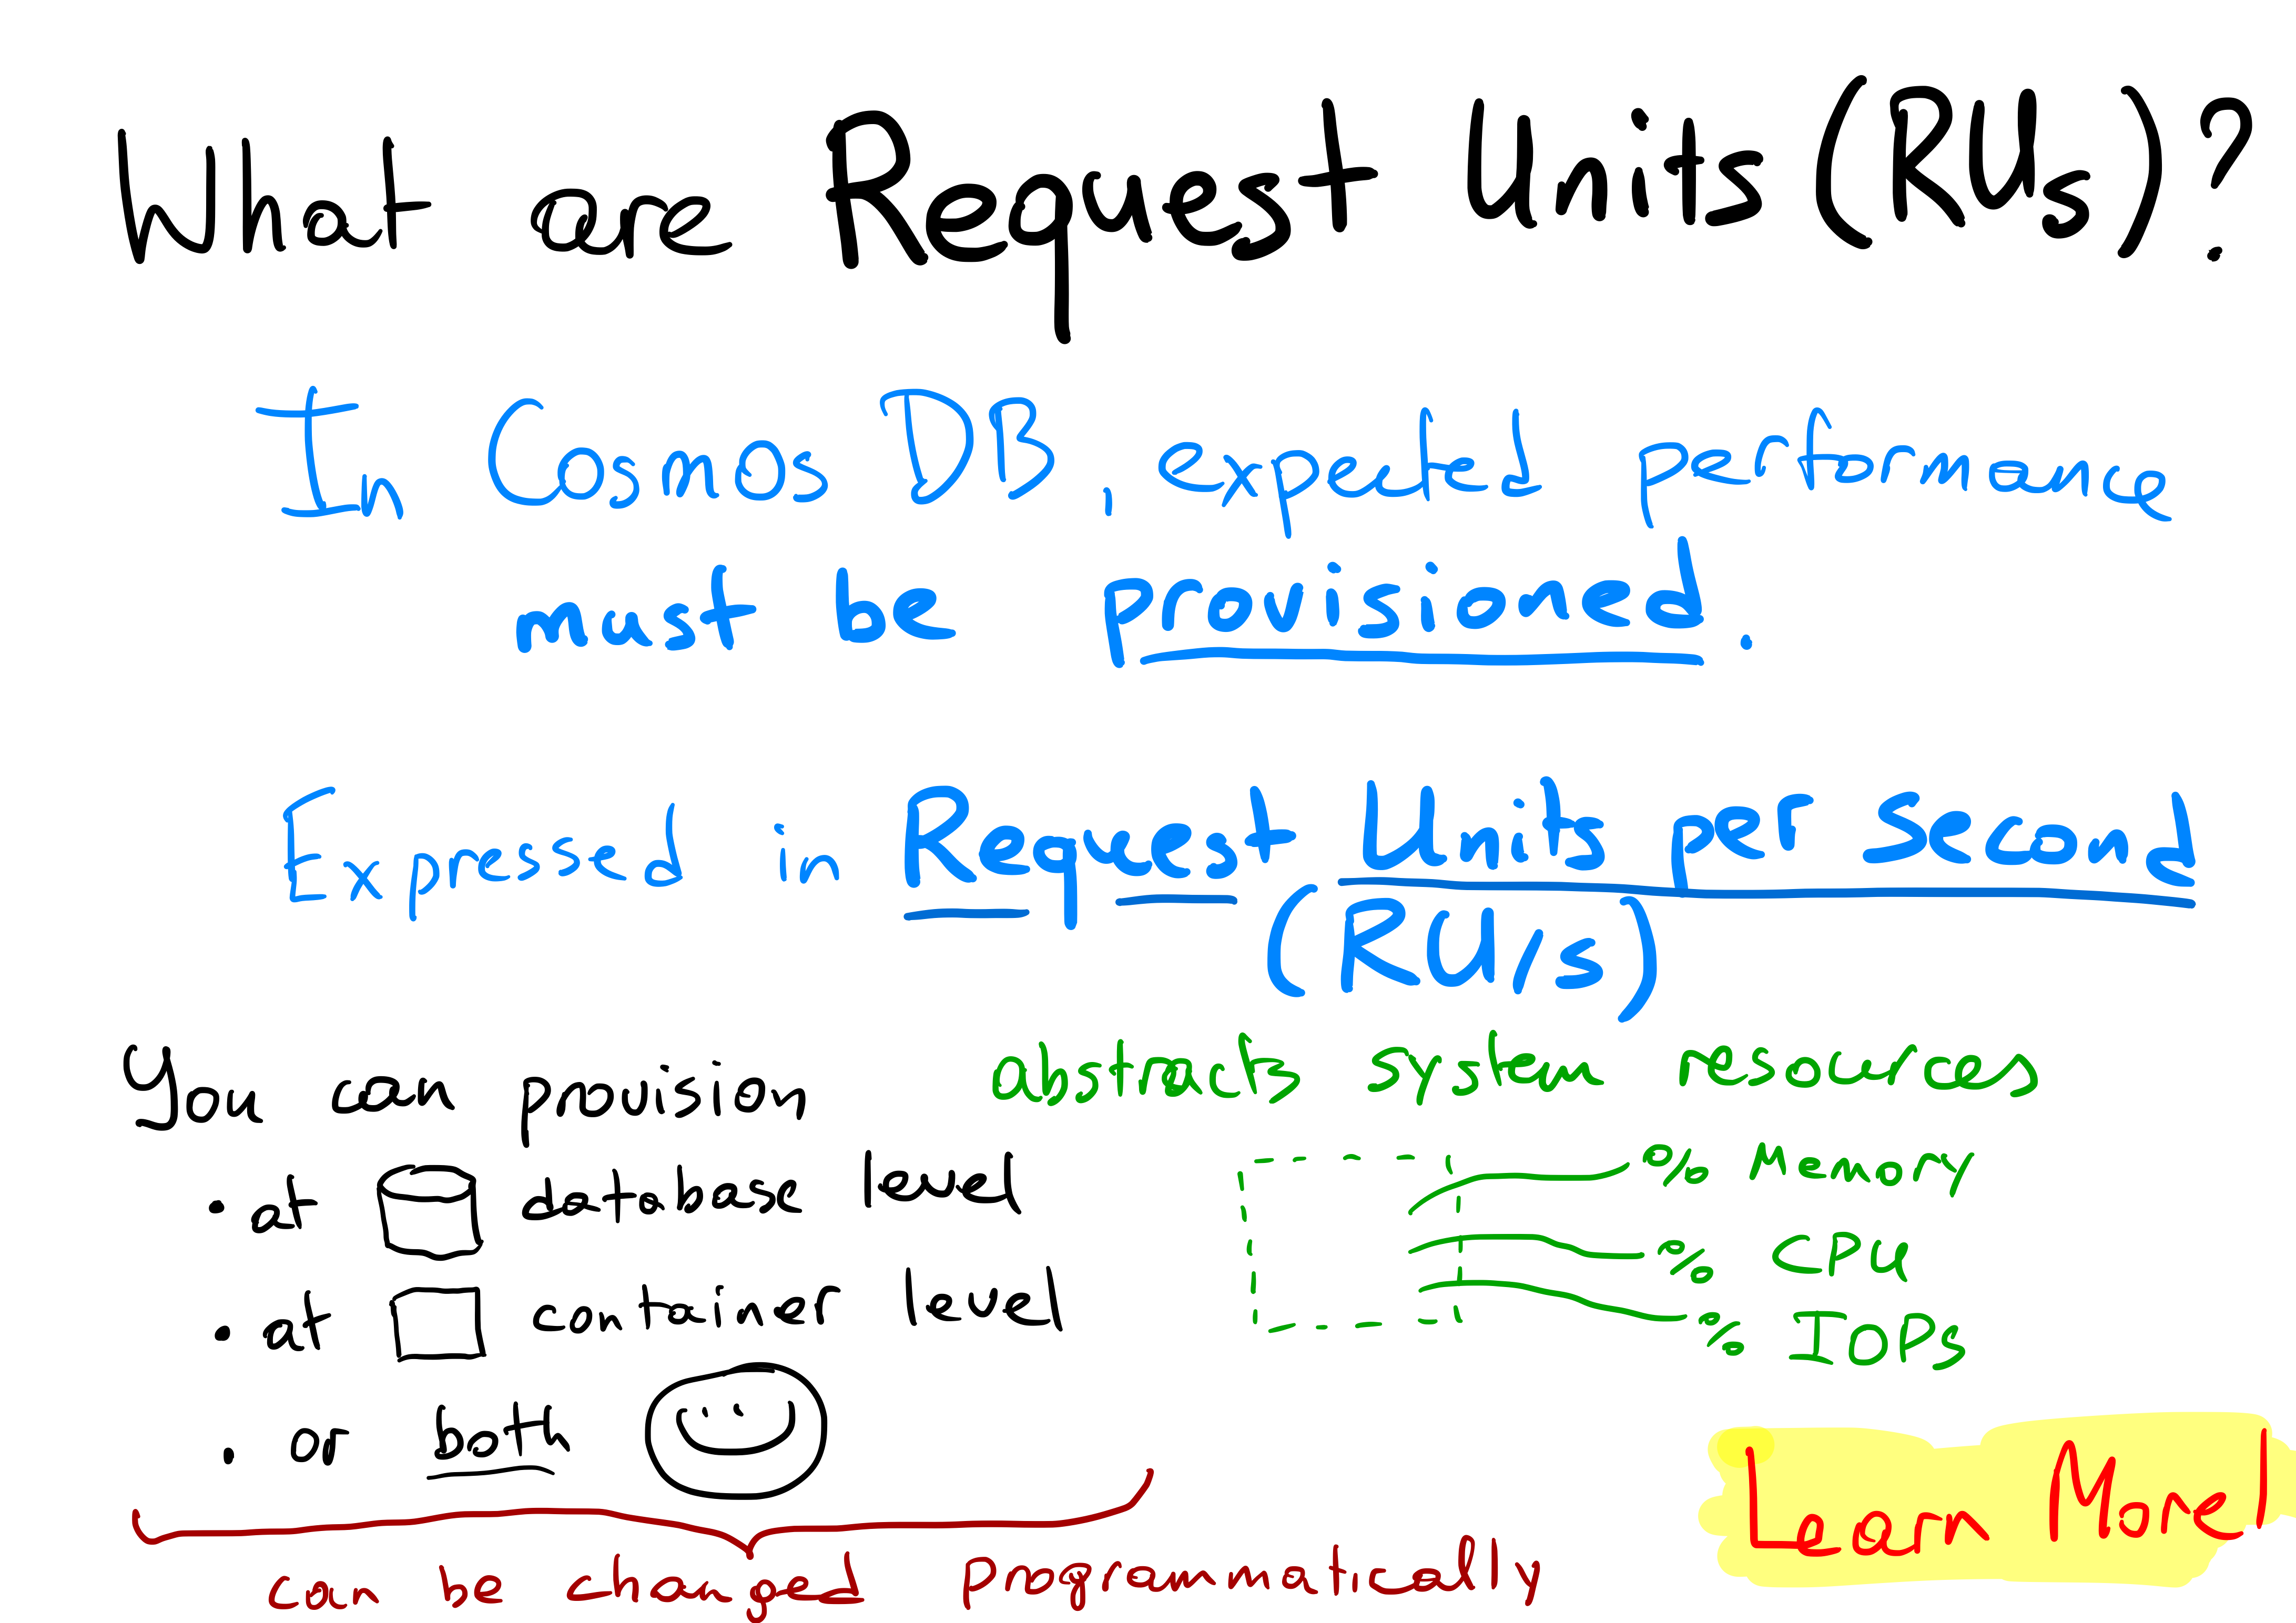 What are Request Units (RUs)?
In Cosmos DB, expected performance
must be provisioned.
Expressed in Request Units per second
(RU/s)
You can provision
• at database level
• at container level
• or both
can be changed programmatically
abstracts system resources
% Memory
% CPU
% IOPs
Learn More!